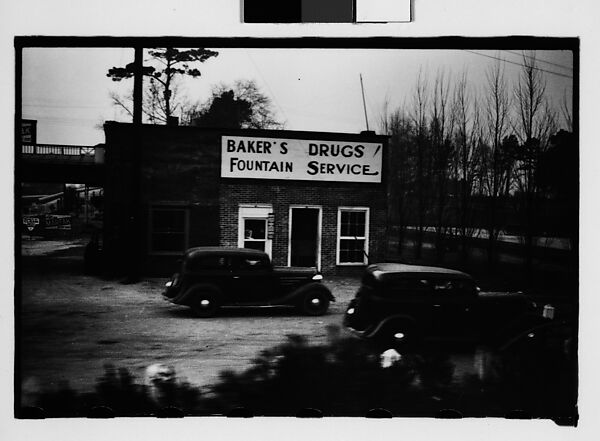 BAKER'S DRUGS
FOUNTAIN SERVICE